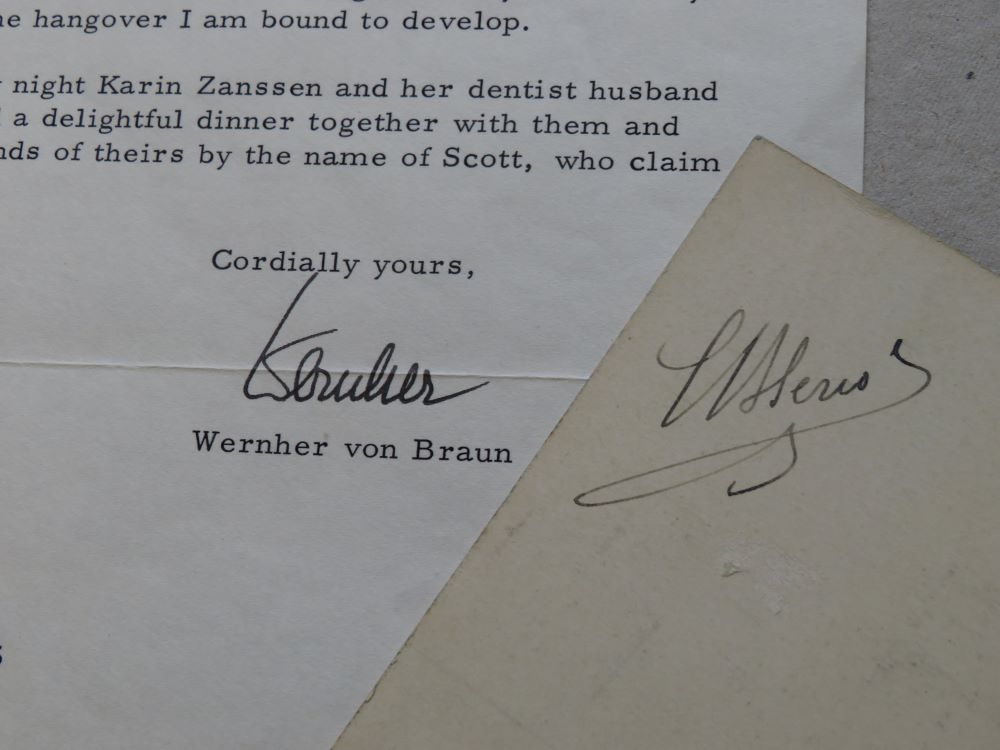 e hangover I am bound to develop.
night Karin Zanssen and her dentist husband
a delightful dinner together with them and
nds of theirs by the name of Scott, who claim
Cordially yours,
Wernher
Wernher von Braun